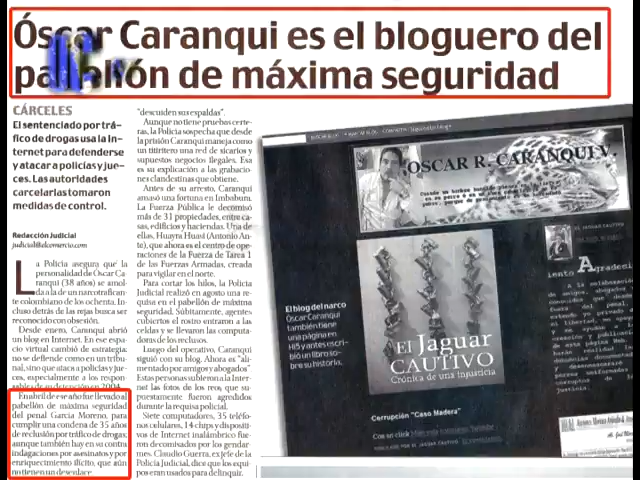 Óscar Caranqui es el bloguero del
pabellón de máxima seguridad
CÁRCELES
El sentenciado por trá-
fico de drogas usa la In-
ternet para defenderse
y atacar a policías y jue-
ces. Las autoridades
carcelarias tomaron
medidas de control.
Redacción Judicial
judicial@elcomercio.com
La Policía asegura que la
personalidad de Óscar Ca-
ranqui (38 años) se amol-
da a la de un narcotrafican-
te colombiano de los ochenta. In-
cluso detrás de las rejas busca ser
reconocido con obsesión.
Desde enero, Caranqui abrió
un blog en Internet. En ese espa-
cio virtual cambió de estrategia:
no se defiende como en un tribu-
nal, sino que ataca a policías y jue-
ces, especialmente a los respon-
sables de su detención en 2004.
En abril de ese año fue llevado al
pabellón de máxima seguridad
del penal García Moreno, para
cumplir una condena de 35 años
de reclusión por tráfico de drogas;
aunque también hay en su contra
indagaciones por asesinatos y por
enriquecimiento ilícito, que aún
no tienen un desenlace.
"descuiden sus espaldas".
Aunque no tiene pruebas certe-
ras, la Policía sospecha que desde
la prisión Caranqui maneja como
un titiritero una red de sicarios y
supuestos negocios ilegales. Esa
es su explicación a las grabacio-
nes clandestinas que obtiene.
Antes de su arresto, Caranqui
amasó una fortuna en Imbabura.
La Fuerza Pública le decomisó
más de 31 propiedades, entre ca-
sas, edificios y haciendas. Una de
ellas, Huayra Huasi (Antonio An-
te), que ahora es el centro de ope-
raciones de la Fuerza de Tarea 1
de las Fuerzas Armadas, creada
para vigilar en el norte.
Para cortar los hilos, la Policía
realizó en agosto una re-
quisa en el pabellón de máxima
seguridad. Súbitamente, agentes
cubiertos el rostro entraron a las
celdas y se llevaron las computa-
doras de los reclusos.
Luego del operativo, Caranqui
siguió con su blog. Ahora es "ali-
mentado por amigos y abogados".
Estas personas subieron a la Inter-
net las fotos de los reos que su-
puestamente fueron agredidos
durante la requisa policial.
Siete computadores, 35 teléfo-
nos celulares, 14 chips y dispositi-
vos de Internet inalámbrico fue-
ron decomisados por los gendar-
mes. Claudio Guerra, ex jefe de la
Policía Judicial, dice que los equi-
pos eran usados para delinquir.
OSCAR R. CARANQUI V.
El blog del narco
Óscar Caranqui
también tiene
una página en
Hi5 y antes escri-
bió un libro so-
bre su historia.
El Jaguar
CAUTIVO
Crónica de una injusticia
Corrupción "Caso Madera"